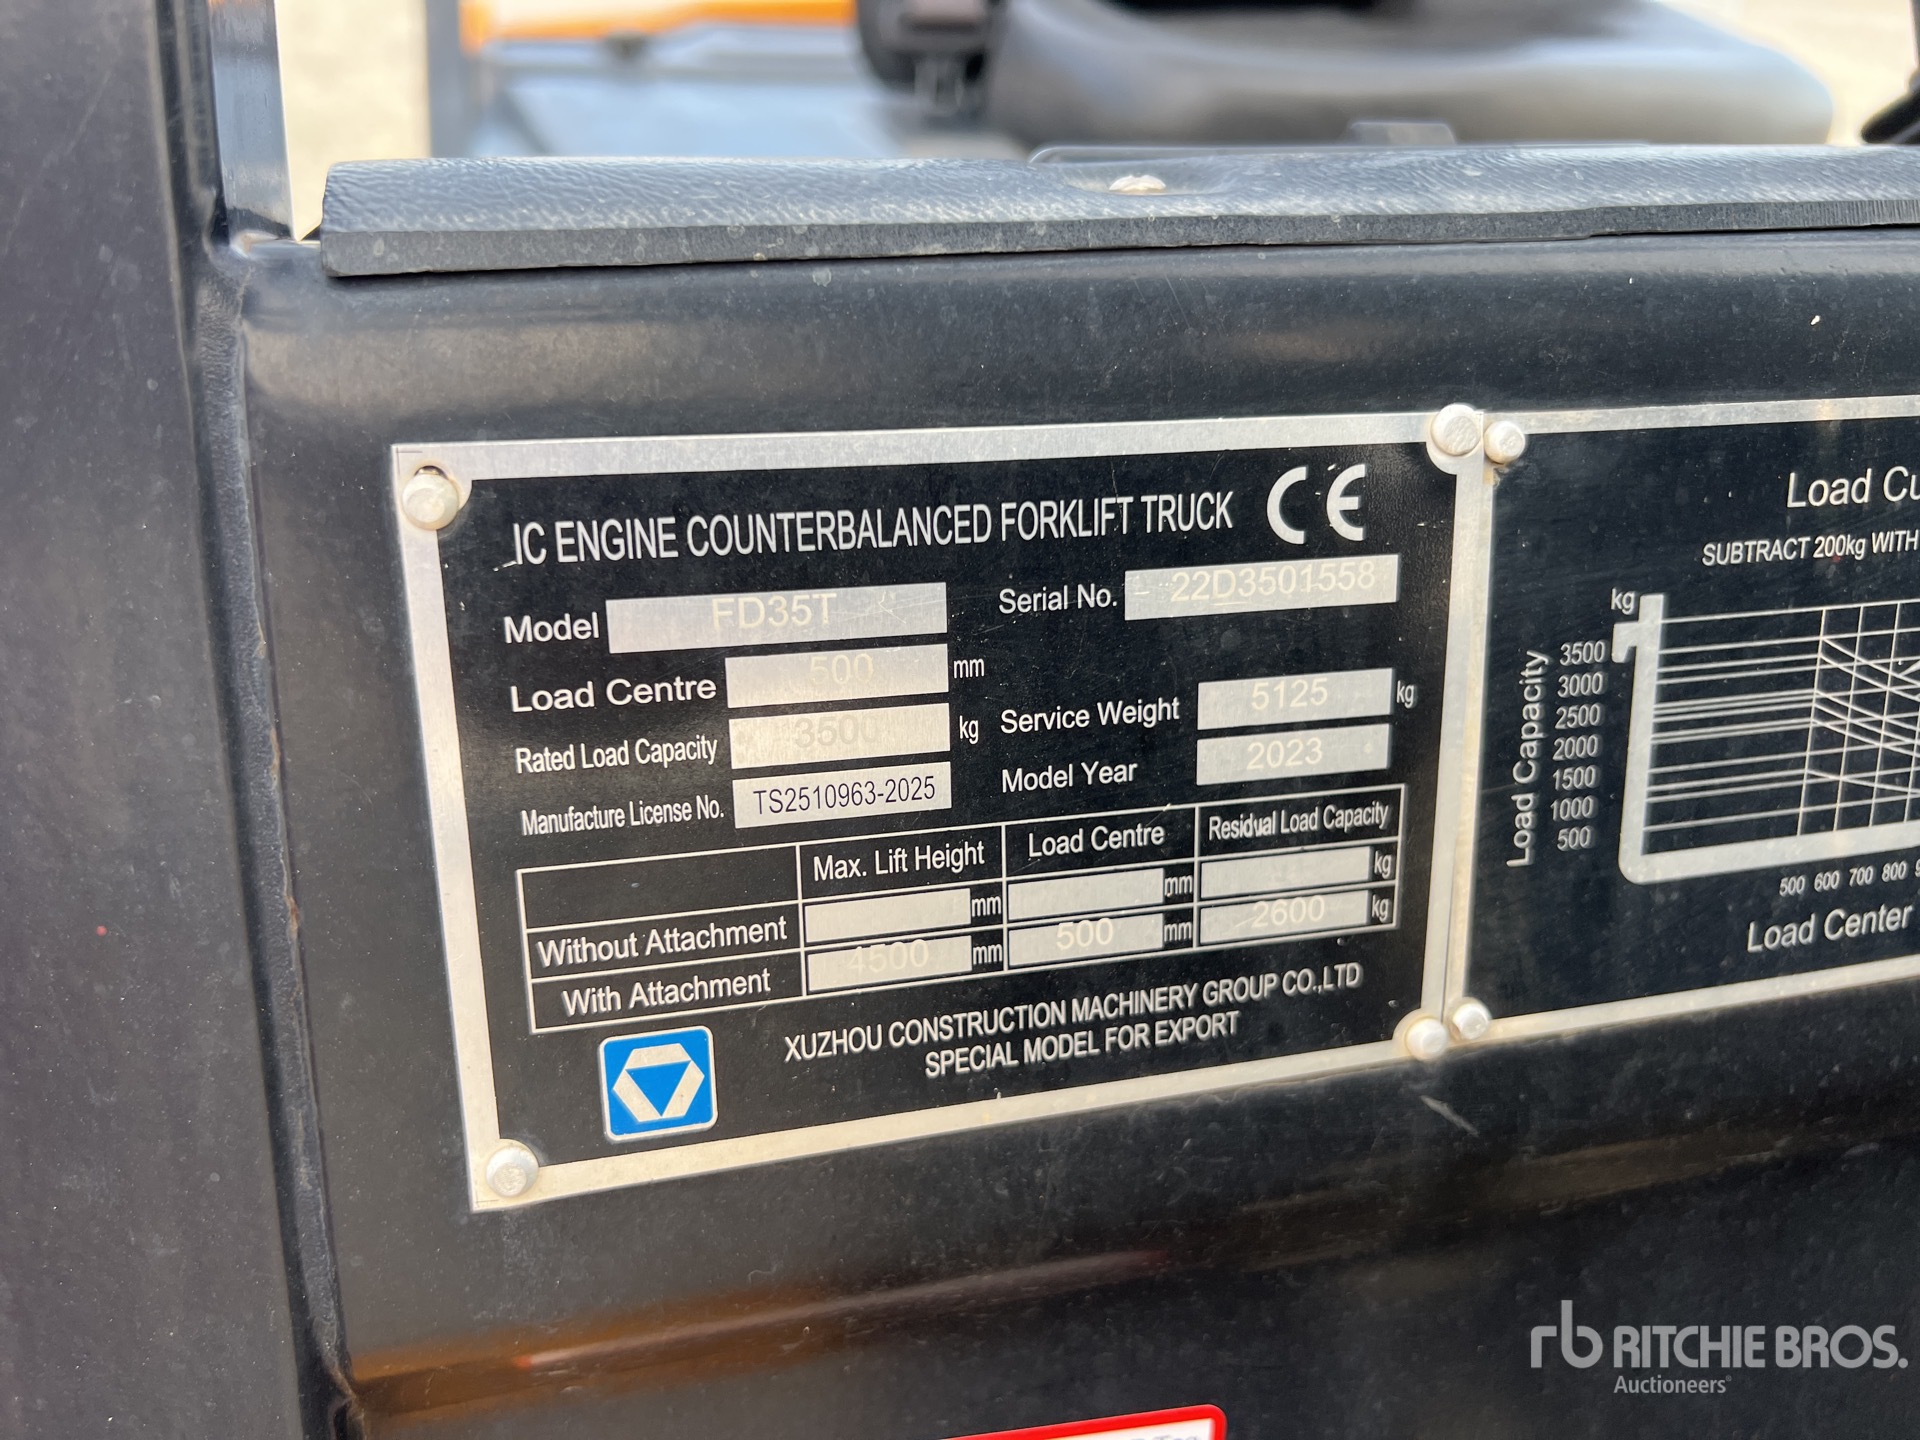 IC ENGINE COUNTERBALANCED FORKLIFT TRUCK CE
Model FD35T
Serial No. 22D3501558
Load Centre 500 mm
Rated Load Capacity 3500 kg
Service Weight 5125 kg
Manufacture License No. TS2510963-2025
Model Year 2023
Max. Lift Height Load Centre Residual Load Capacity
Without Attachment mm mm kg
With Attachment 4500 mm 500 mm 2600 kg
XUZHOU CONSTRUCTION MACHINERY GROUP CO.,LTD
SPECIAL MODEL FOR EXPORT
Load
SUBTRACT 200kg WITH
kg
Load Capacity
3500
3000
2500
2000
1500
1000
500
500 600 700 800
Load Center
rb RITCHIE BROS.
Auctioneers